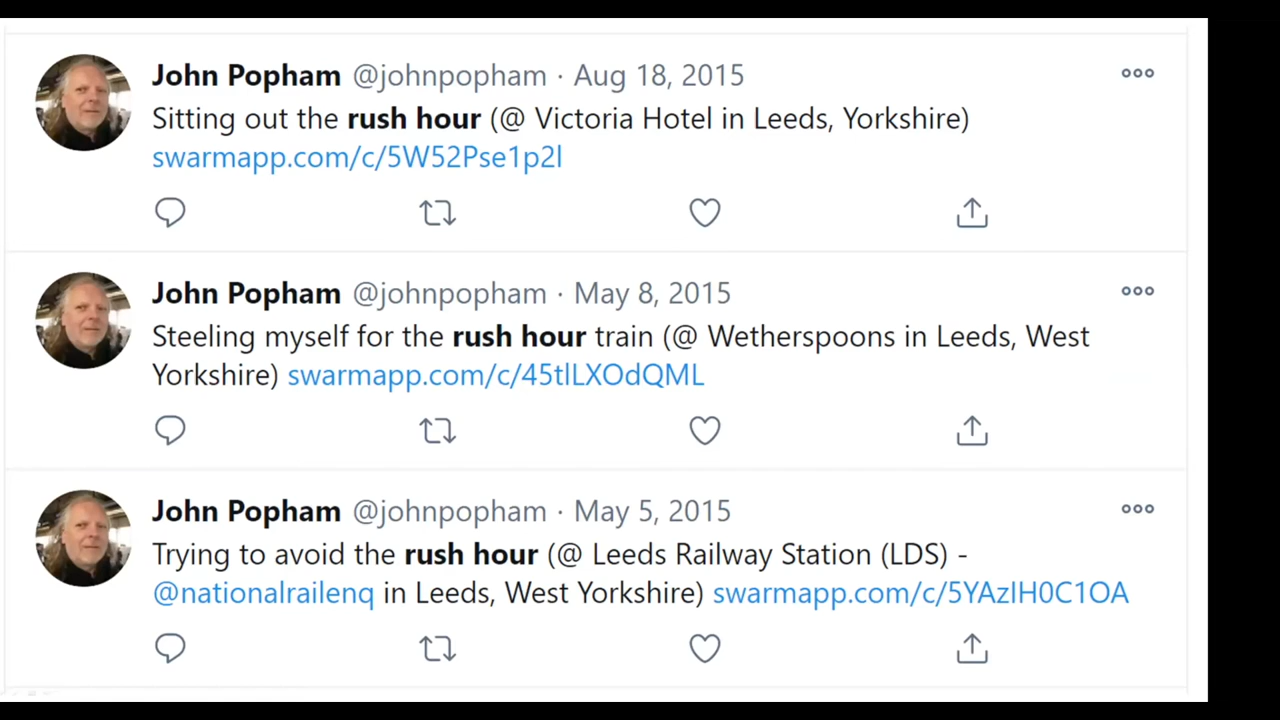 John Popham @johnpopham · Aug 18, 2015
Sitting out the rush hour (@ Victoria Hotel in Leeds, Yorkshire)
swarmapp.com/c/5W52Pse1p2l
John Popham @johnpopham · May 8, 2015
Steeling myself for the rush hour train (@ Wetherspoons in Leeds, West
Yorkshire) swarmapp.com/c/45tlLXOdQML
John Popham @johnpopham · May 5, 2015
Trying to avoid the rush hour (@ Leeds Railway Station (LDS) -
@nationalrailenq in Leeds, West Yorkshire) swarmapp.com/c/5YAzIH0C1OA